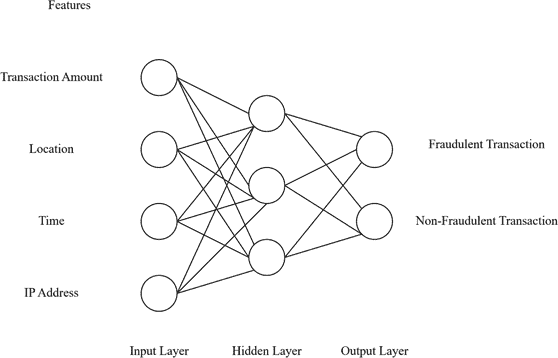 Features
Transaction Amount
Location
Fraudulent Transaction
Time
Non-Fraudulent Transaction
IP Address
Input Layer
Hidden Layer
Output Layer